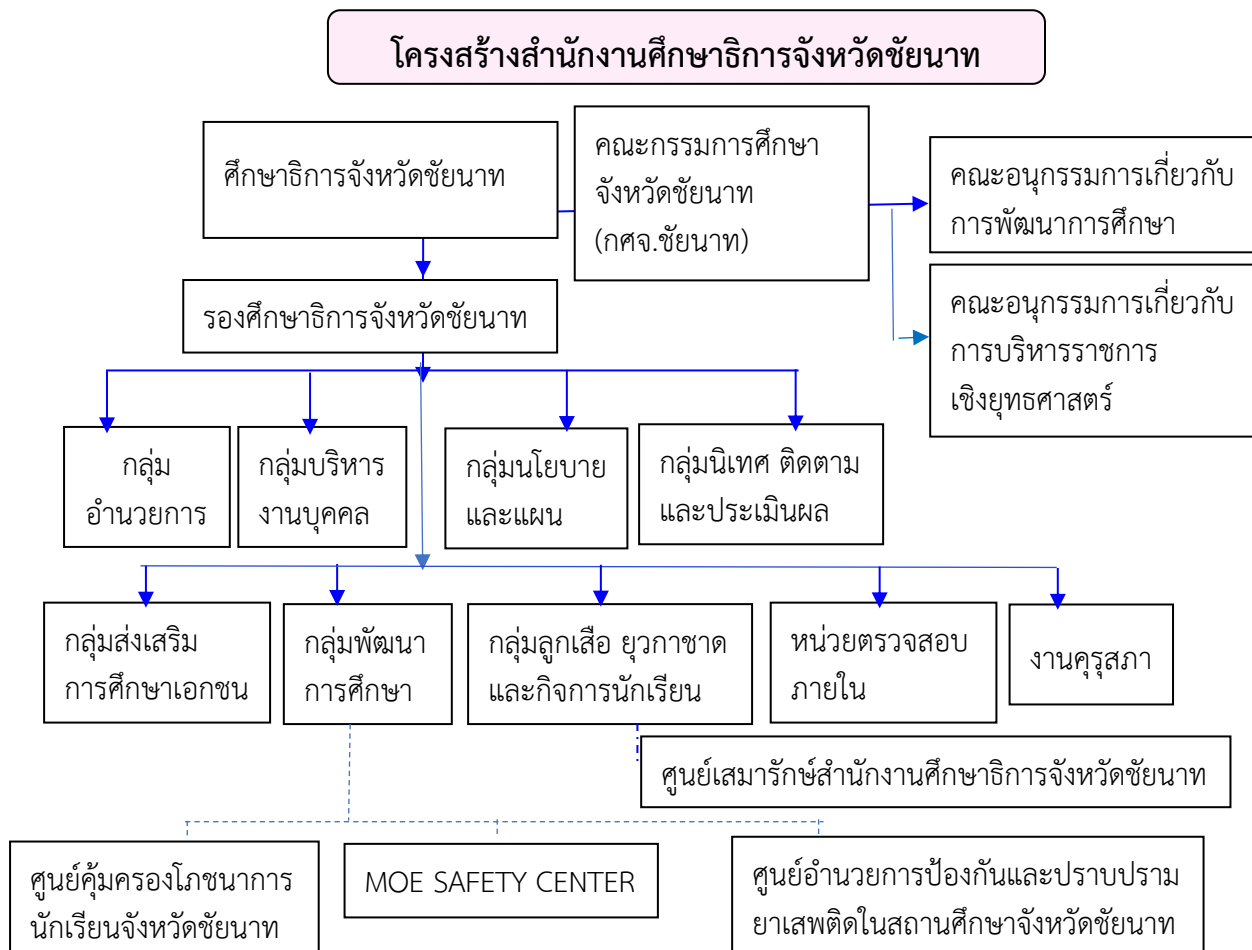 โครงสร้างสำนักงานศึกษาธิการจังหวัดชัยนาท
ศึกษาธิการจังหวัดชัยนาท
คณะกรรมการศึกษา
จังหวัดชัยนาท
(กศจ.ชัยนาท)
คณะอนุกรรมการเกี่ยวกับ
การพัฒนาการศึกษา
รองศึกษาธิการจังหวัดชัยนาท
คณะอนุกรรมการเกี่ยวกับ
การบริหารราชการ
เชิงยุทธศาสตร์
กลุ่ม
อำนวยการ
กลุ่มบริหาร
งานบุคคล
กลุ่มนโยบาย
และแผน
กลุ่มนิเทศ ติดตาม
และประเมินผล
กลุ่มส่งเสริม
การศึกษาเอกชน
กลุ่มพัฒนา
การศึกษา
กลุ่มลูกเสือ ยุวกาชาด
และกิจการนักเรียน
หน่วยตรวจสอบ
ภายใน
งานคุรุสภา
ศูนย์เสมารักษ์สำนักงานศึกษาธิการจังหวัดชัยนาท
ศูนย์คุ้มครองโภชนาการ
นักเรียนจังหวัดชัยนาท
MOE SAFETY CENTER
ศูนย์อำนวยการป้องกันและปราบปราม
ยาเสพติดในสถานศึกษาจังหวัดชัยนาท